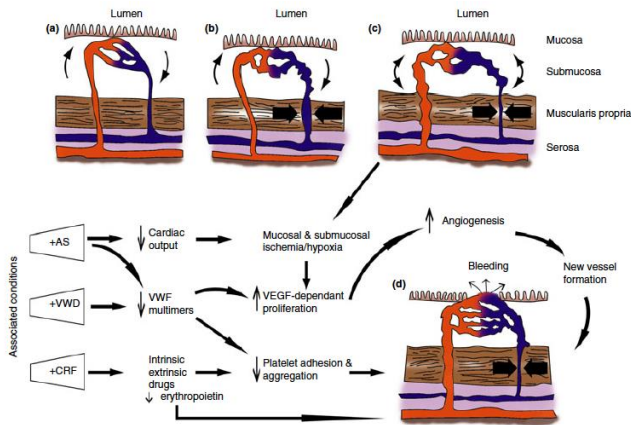 Lumen
Lumen
Lumen
(a)
(b)
(c)
Mucosa
Submucosa
Muscularis propria
Serosa
Associated conditions
+AS
Cardiac
output
Mucosal & submucosal
ischemia/hypoxia
Angiogenesis
+VWD
VWF
multimers
VEGF-dependant
proliferation
(d)
Bleeding
New vessel
formation
+CRF
Intrinsic
extrinsic
drugs
↓ erythropoietin
Platelet adhesion &
aggregation